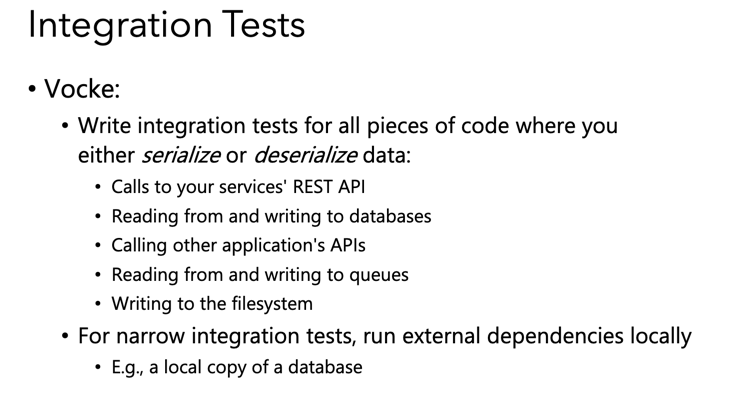 Integration Tests
• Vocke:
• Write integration tests for all pieces of code where you
either serialize or deserialize data:
• Calls to your services' REST API
• Reading from and writing to databases
• Calling other application's APIs
• Reading from and writing to queues
• Writing to the filesystem
• For narrow integration tests, run external dependencies locally
• E.g., a local copy of a database